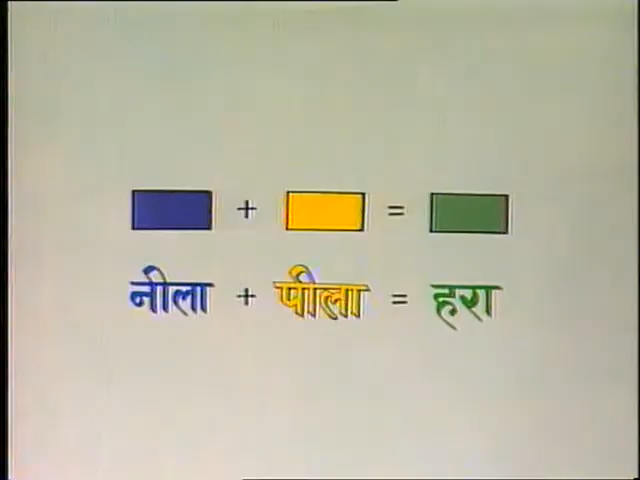 + =
नीला + पीला = हरा